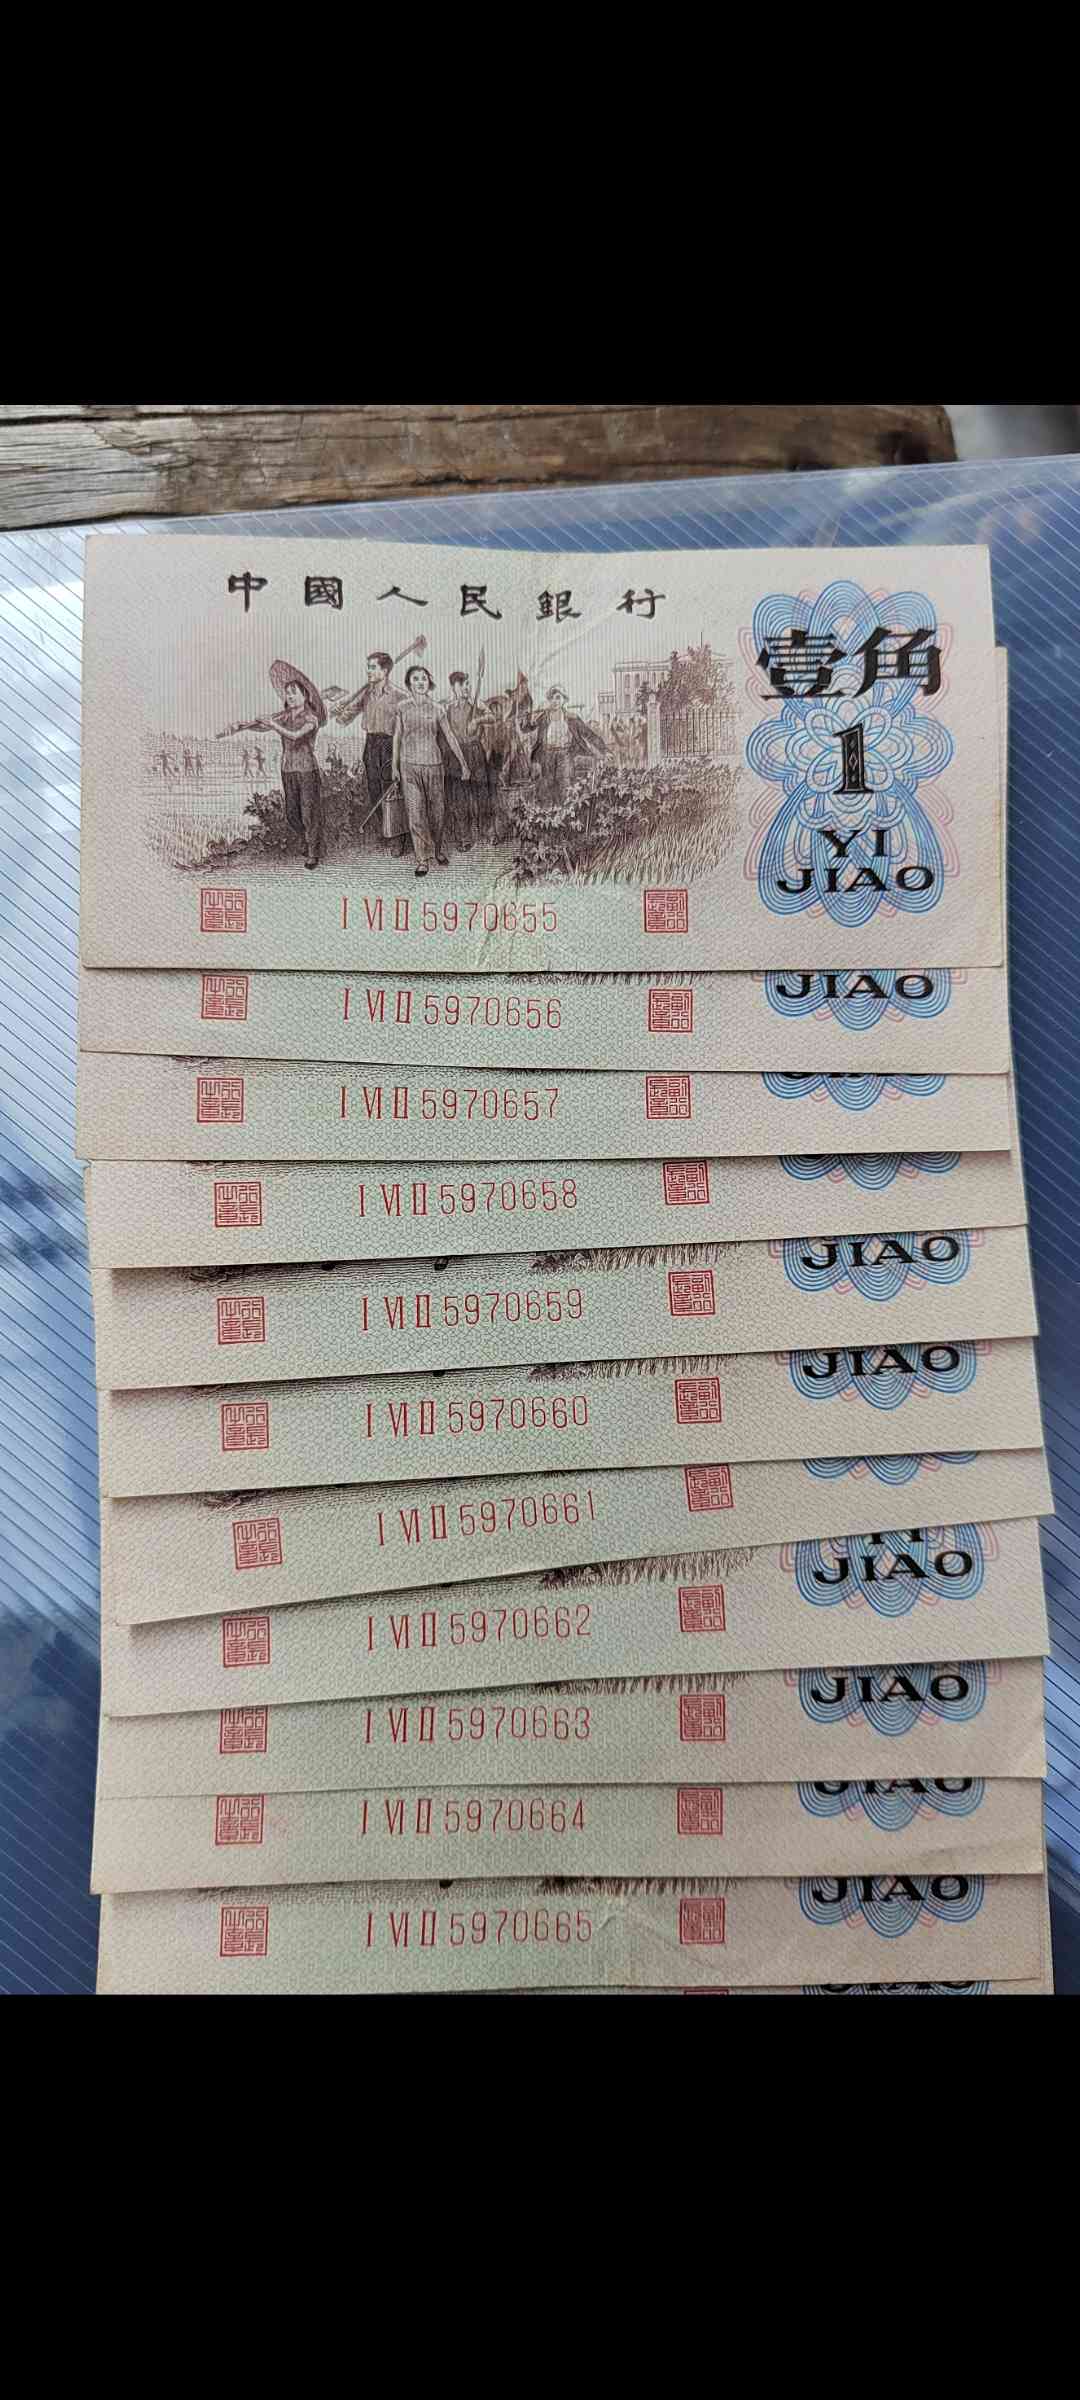 中國人民銀行
壹角
1
YI
JIAO
I VI II 5970655
JIAO
I VI II 5970656
I VI II 5970657
I VI II 5970658
JIAO
I VI II 5970659
JIAO
I VI II 5970660
I VI II 5970661
JIAO
I VI II 5970662
JIAO
I VI II 5970663
JIAO
I VI II 5970664
JIAO
I VI II 5970665